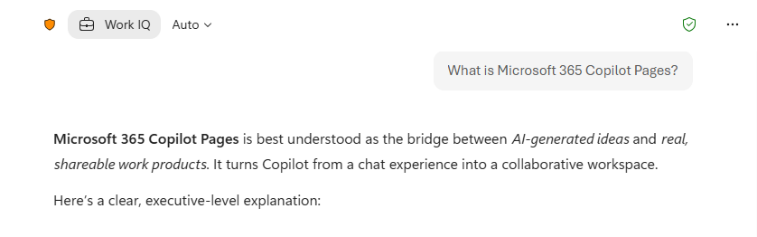 Work IQ Auto
What is Microsoft 365 Copilot Pages?
Microsoft 365 Copilot Pages is best understood as the bridge between AI-generated ideas and real,
shareable work products. It turns Copilot from a chat experience into a collaborative workspace.
Here's a clear, executive-level explanation: